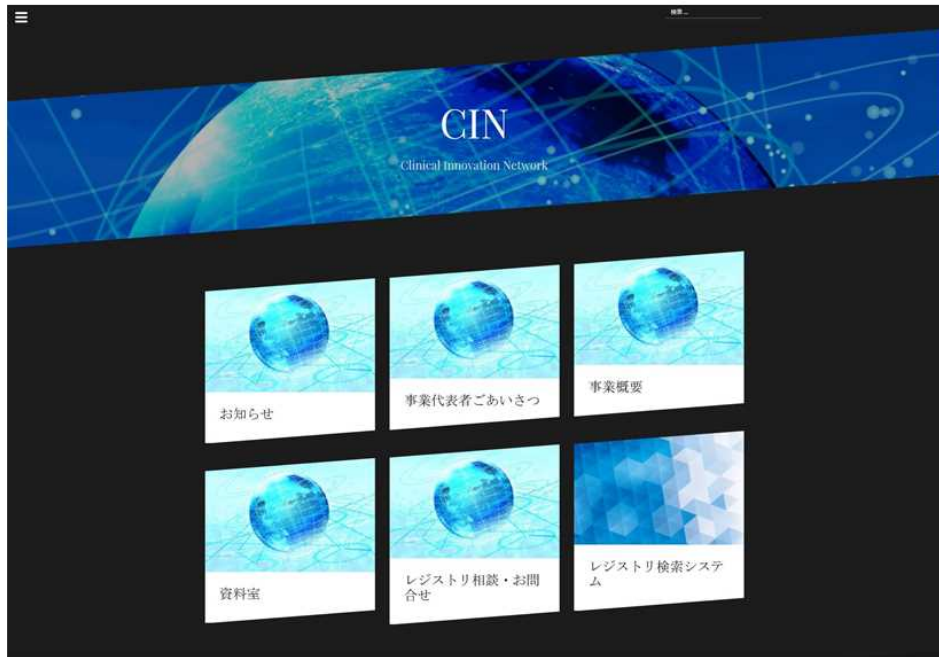 検索…
CIN
Clinical Innovation Network
お知らせ
事業代表者ごあいさつ
事業概要
資料室
レジストリ相談・お問
合せ
レジストリ検索システ
ム